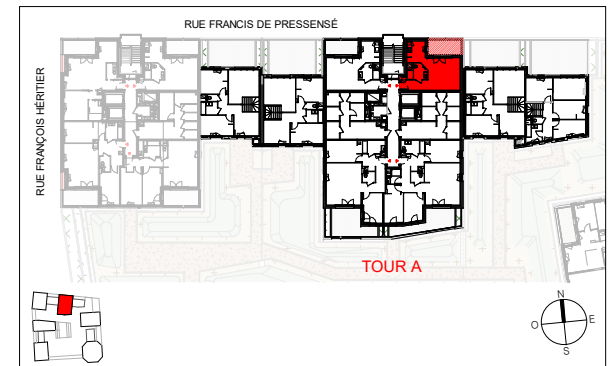 RUE FRANCIS DE PRESSENSÉ
RUE FRANÇOIS HÉRITIER
TOUR A
N
O
E
S